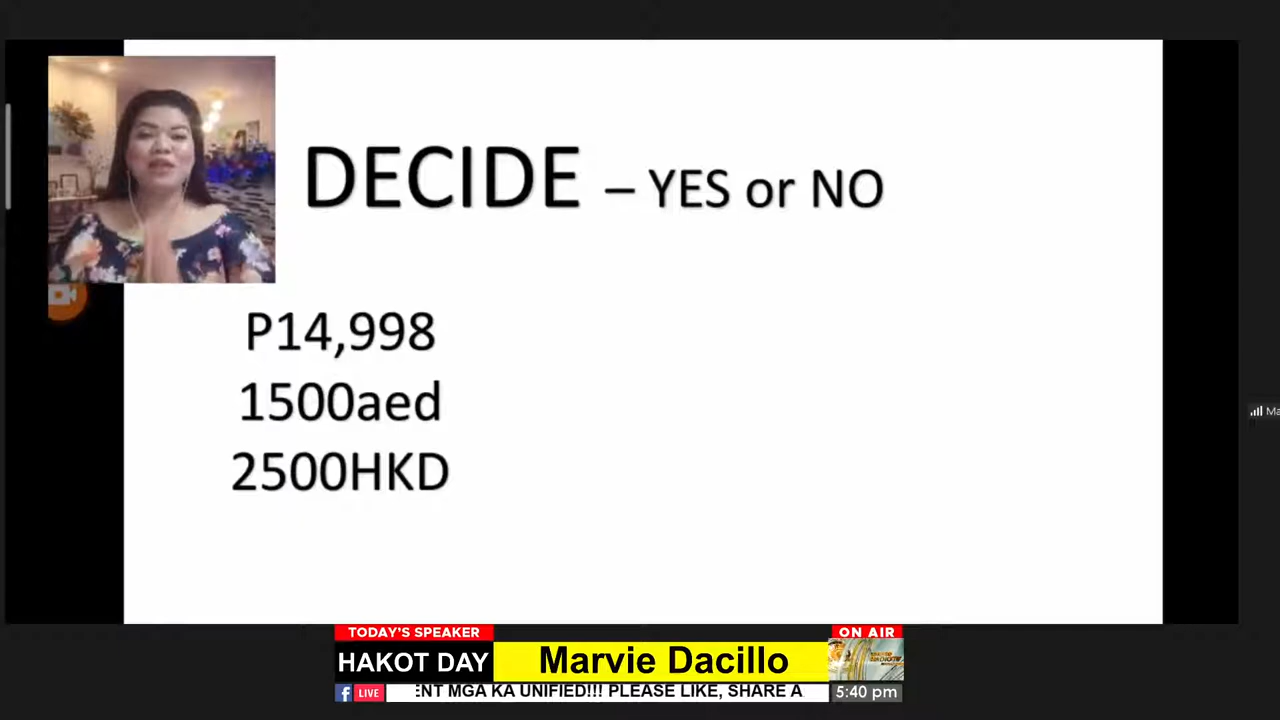 DECIDE – YES or NO
P14,998
1500aed
2500HKD
TODAY'S SPEAKER
HAKOT DAY
Marvie Dacillo
ON AIR
LIVE
ENT MGA KA UNIFIED!!! PLEASE LIKE, SHARE A
5:40 pm